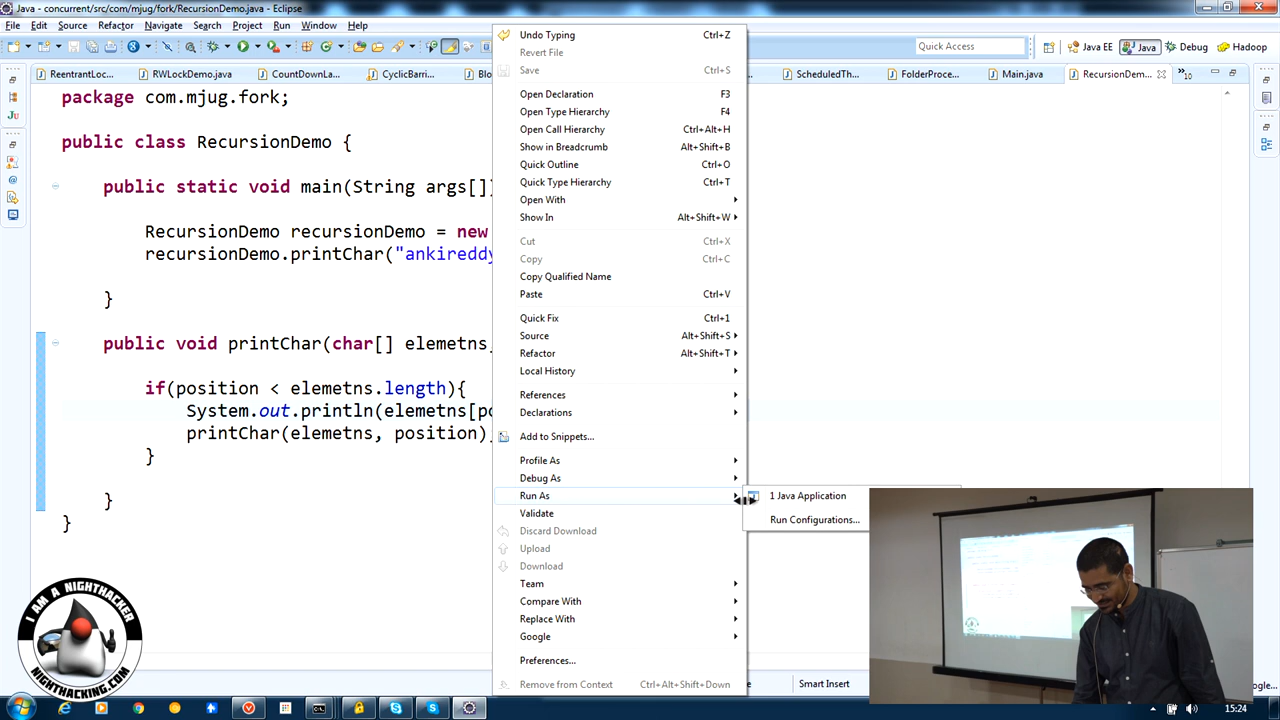 Java - concurrent/src/com/mjug/fork/RecursionDemo.java - Eclipse
File Edit Source Refactor Navigate Search Project Run Window Help
Quick Access Java EE Java Debug Hadoop
ReentrantLoc... RWLockDemo.java CountDownLa... CyclicBarri... Blo ScheduledTh... FolderProce... Main.java RecursionDem... »10
package com.mjug.fork;
public class RecursionDemo {
public static void main(String args[])
RecursionDemo recursionDemo = new
recursionDemo.printChar("ankireddy
}
public void printChar(char[] elemetns,
if(position < elemetns.length){
System.out.println(elemetns[po
printChar(elemetns, position)
}
}
}
Undo Typing Ctrl+Z
Revert File
Save Ctrl+S
Open Declaration F3
Open Type Hierarchy F4
Open Call Hierarchy Ctrl+Alt+H
Show in Breadcrumb Alt+Shift+B
Quick Outline Ctrl+O
Quick Type Hierarchy Ctrl+T
Open With
Show In Alt+Shift+W
Cut Ctrl+X
Copy Ctrl+C
Copy Qualified Name
Paste Ctrl+V
Quick Fix Ctrl+1
Source Alt+Shift+S
Refactor Alt+Shift+T
Local History
References
Declarations
Add to Snippets...
Profile As
Debug As
Run As
Validate
Discard Download
Upload
Download
Team
Compare With
Replace With
Google
Preferences...
Remove from Context Ctrl+Alt+Shift+Down
1 Java Application
Run Configurations...
I AM A NIGHTHACKER
NIGHTHACKING.COM
Smart Insert
15:24